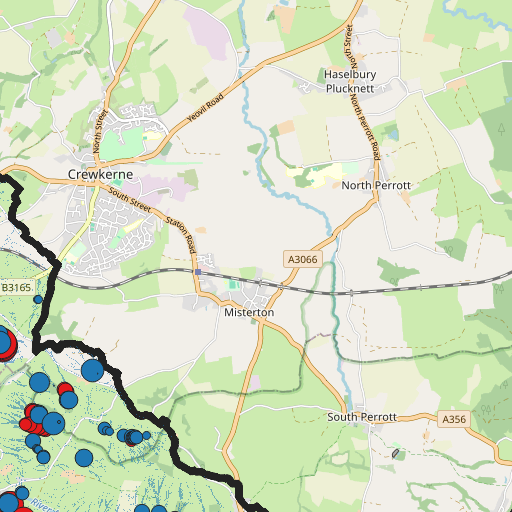 North Street
Haselbury
Plucknett
Yeovil Road
North Street
North Perrott Road
Crewkerne
North Perrott
South Street
Station Road
A3066
B3165
Misterton
South Perrott
A356
River